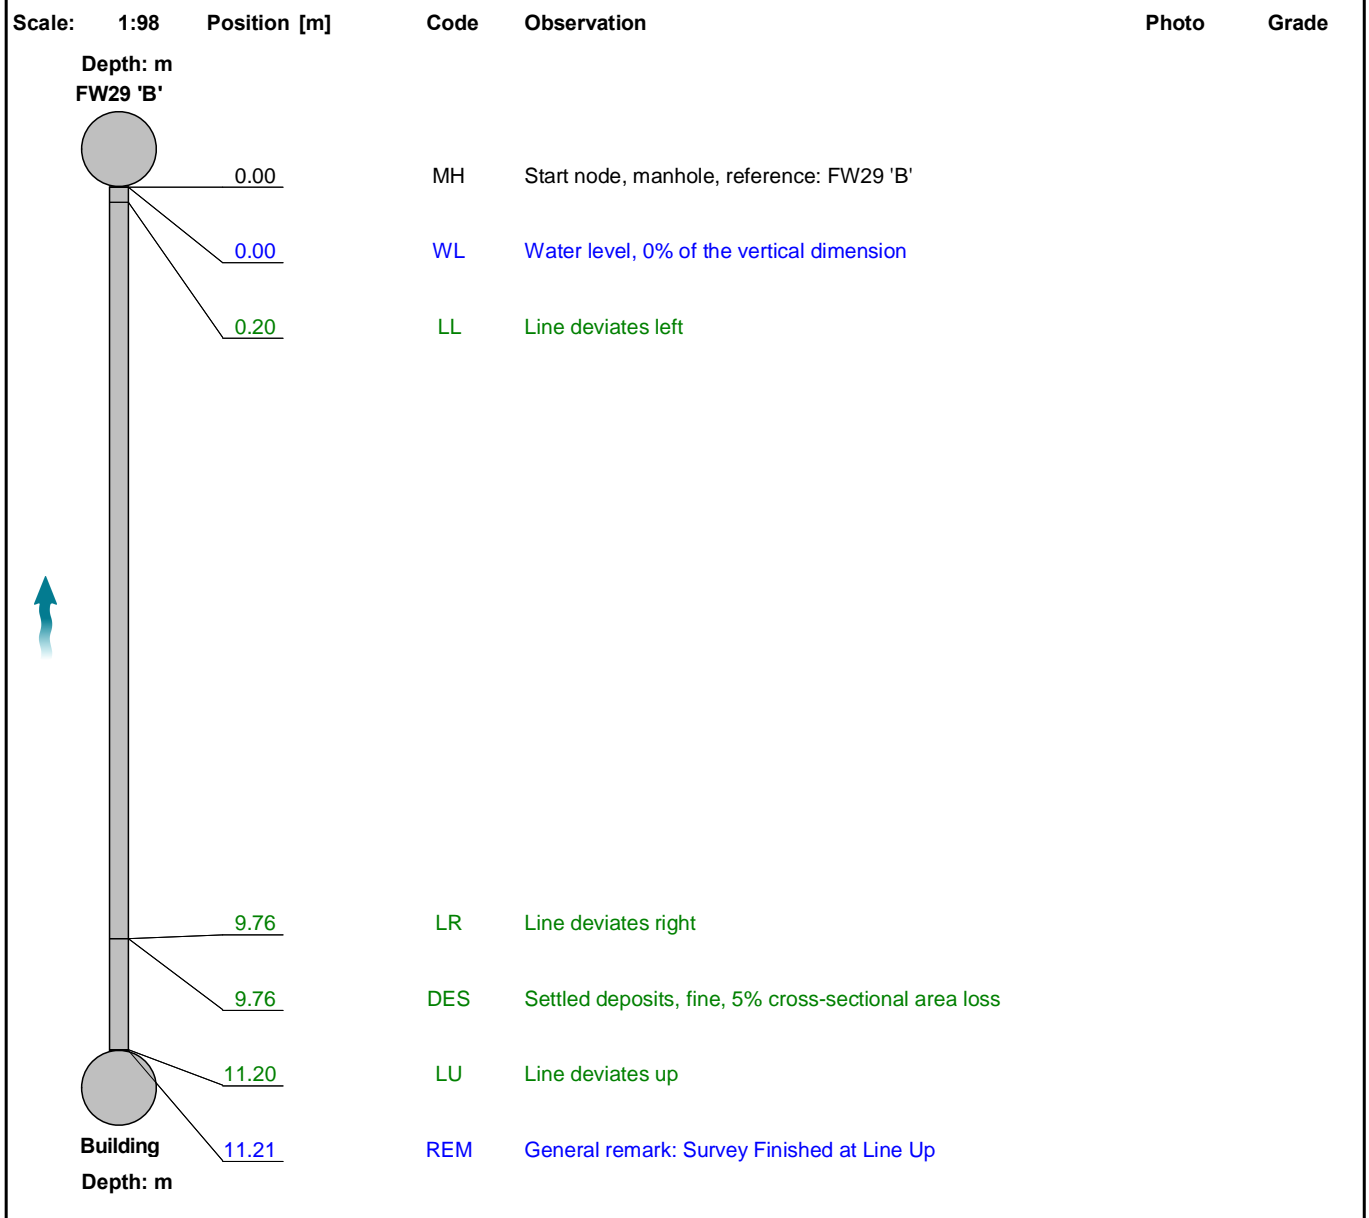 Scale: 1:98 Position [m] Code Observation Photo Grade
Depth: m
FW29 'B'
0.00 MH Start node, manhole, reference: FW29 'B'
0.00 WL Water level, 0% of the vertical dimension
0.20 LL Line deviates left
9.76 LR Line deviates right
9.76 DES Settled deposits, fine, 5% cross-sectional area loss
11.20 LU Line deviates up
Building 11.21 REM General remark: Survey Finished at Line Up
Depth: m